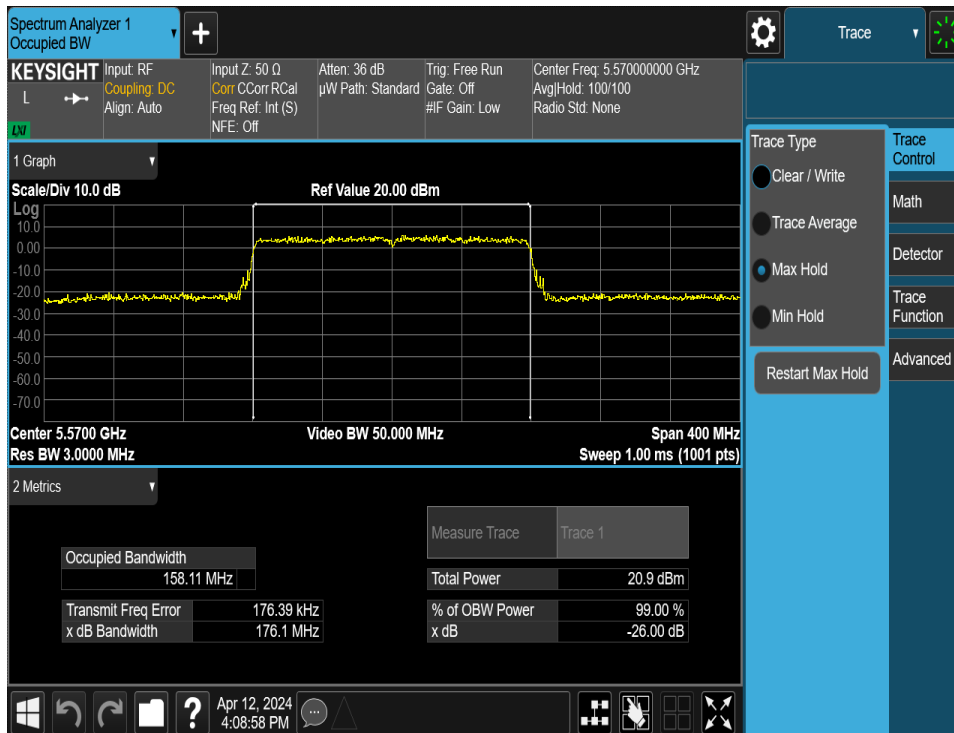 Spectrum Analyzer 1
Occupied BW
+
Trace
KEYSIGHT
L
LXI
Input: RF
Coupling: DC
Align: Auto
Input Z: 50 Ω
Corr CCorr RCal
Freq Ref: Int (S)
NFE: Off
Atten: 36 dB
µW Path: Standard
Trig: Free Run
Gate: Off
#IF Gain: Low
Center Freq: 5.570000000 GHz
Avg|Hold: 100/100
Radio Std: None
1 Graph
Scale/Div 10.0 dB
Ref Value 20.00 dBm
Log
10.0
0.00
-10.0
-20.0
-30.0
-40.0
-50.0
-60.0
-70.0
Center 5.5700 GHz
Video BW 50.000 MHz
Span 400 MHz
Res BW 3.0000 MHz
Sweep 1.00 ms (1001 pts)
2 Metrics
Measure Trace
Trace 1
Occupied Bandwidth
158.11 MHz
Total Power
20.9 dBm
Transmit Freq Error
176.39 kHz
% of OBW Power
99.00 %
x dB Bandwidth
176.1 MHz
x dB
-26.00 dB
?
Apr 12, 2024
4:08:58 PM
Trace Type
Clear / Write
Trace Average
Max Hold
Min Hold
Restart Max Hold
Trace
Control
Math
Detector
Trace
Function
Advanced